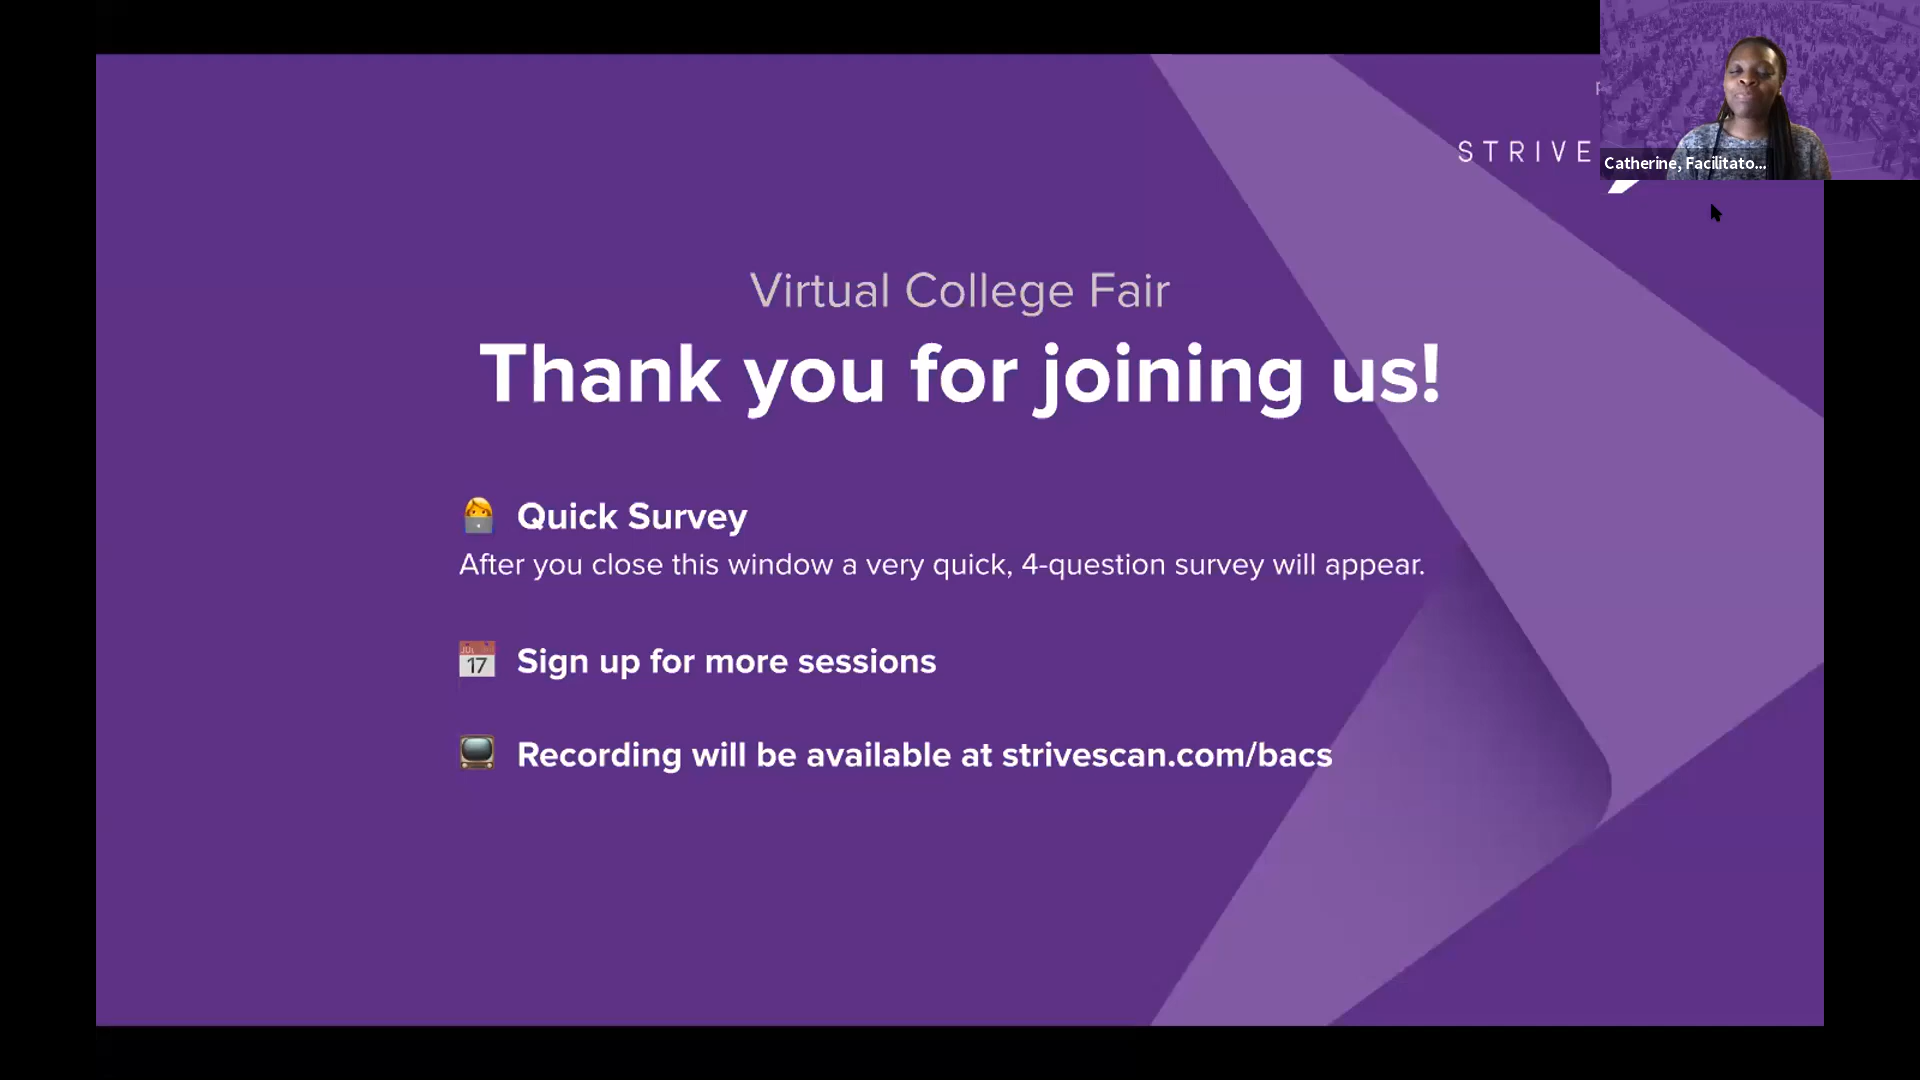 STRIVE
Catherine, Facilitato...
Virtual College Fair
Thank you for joining us!
Quick Survey
After you close this window a very quick, 4-question survey will appear.
JUL
17
Sign up for more sessions
Recording will be available at strivescan.com/bacs